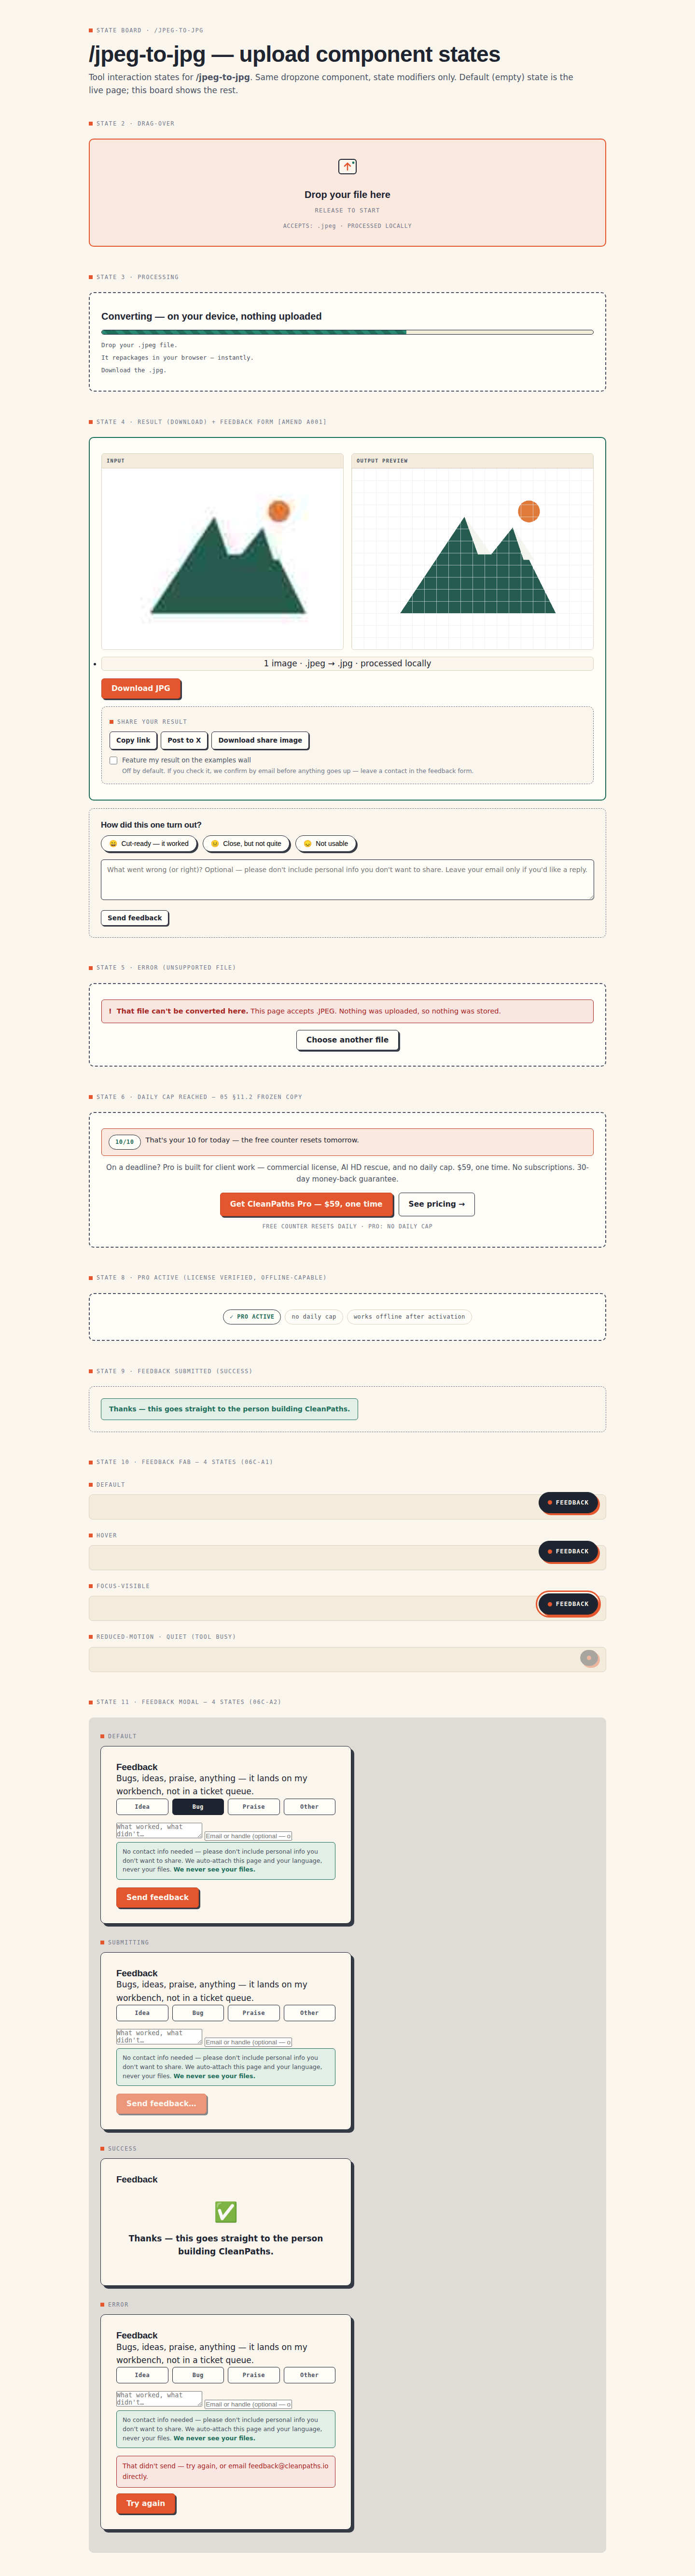 STATE BOARD · /JPEG-TO-JPG
/jpeg-to-jpg — upload component states
Tool interaction states for /jpeg-to-jpg. Same dropzone component, state modifiers only. Default (empty) state is the
live page; this board shows the rest.
STATE 2 · DRAG-OVER
Drop your file here
RELEASE TO START
ACCEPTS: .jpeg · PROCESSED LOCALLY
STATE 3 · PROCESSING
Converting — on your device, nothing uploaded
Drop your .jpeg file.
It repackages in your browser — instantly.
Download the .jpg.
STATE 4 · RESULT (DOWNLOAD) + FEEDBACK FORM [AMEND A001]
INPUT
OUTPUT PREVIEW
1 image · .jpeg → .jpg · processed locally
Download JPG
SHARE YOUR RESULT
Copy link
Post to X
Download share image
Feature my result on the examples wall
Off by default. If you check it, we confirm by email before anything goes up — leave a contact in the feedback form.
How did this one turn out?
Cut-ready — it worked
Close, but not quite
Not usable
What went wrong (or right)? Optional — please don't include personal info you don't want to share. Leave your email only if you'd like a reply.
Send feedback
STATE 5 · ERROR (UNSUPPORTED FILE)
! That file can't be converted here. This page accepts .JPEG. Nothing was uploaded, so nothing was stored.
Choose another file
STATE 6 · DAILY CAP REACHED — 05 §11.2 FROZEN COPY
10/10 That's your 10 for today — the free counter resets tomorrow.
On a deadline? Pro is built for client work — commercial license, AI HD rescue, and no daily cap. $59, one time. No subscriptions. 30-
day money-back guarantee.
Get CleanPaths Pro — $59, one time
See pricing →
FREE COUNTER RESETS DAILY · PRO: NO DAILY CAP
STATE 8 · PRO ACTIVE (LICENSE VERIFIED, OFFLINE-CAPABLE)
✓ PRO ACTIVE
no daily cap
works offline after activation
STATE 9 · FEEDBACK SUBMITTED (SUCCESS)
Thanks — this goes straight to the person building CleanPaths.
STATE 10 · FEEDBACK FAB — 4 STATES (06C-A1)
DEFAULT
FEEDBACK
HOVER
FEEDBACK
FOCUS-VISIBLE
FEEDBACK
REDUCED-MOTION · QUIET (TOOL BUSY)
STATE 11 · FEEDBACK MODAL — 4 STATES (06C-A2)
DEFAULT
Feedback
Bugs, ideas, praise, anything — it lands on my
workbench, not in a ticket queue.
Idea
Bug
Praise
Other
What worked, what
didn't…
Email or handle (optional — o
No contact info needed — please don't include personal info you
don't want to share. We auto-attach this page and your language,
never your files. We never see your files.
Send feedback
SUBMITTING
Feedback
Bugs, ideas, praise, anything — it lands on my
workbench, not in a ticket queue.
Idea
Bug
Praise
Other
What worked, what
didn't…
Email or handle (optional — o
No contact info needed — please don't include personal info you
don't want to share. We auto-attach this page and your language,
never your files. We never see your files.
Send feedback…
SUCCESS
Feedback
Thanks — this goes straight to the person
building CleanPaths.
ERROR
Feedback
Bugs, ideas, praise, anything — it lands on my
workbench, not in a ticket queue.
Idea
Bug
Praise
Other
What worked, what
didn't…
Email or handle (optional — o
No contact info needed — please don't include personal info you
don't want to share. We auto-attach this page and your language,
never your files. We never see your files.
That didn't send — try again, or email feedback@cleanpaths.io
directly.
Try again